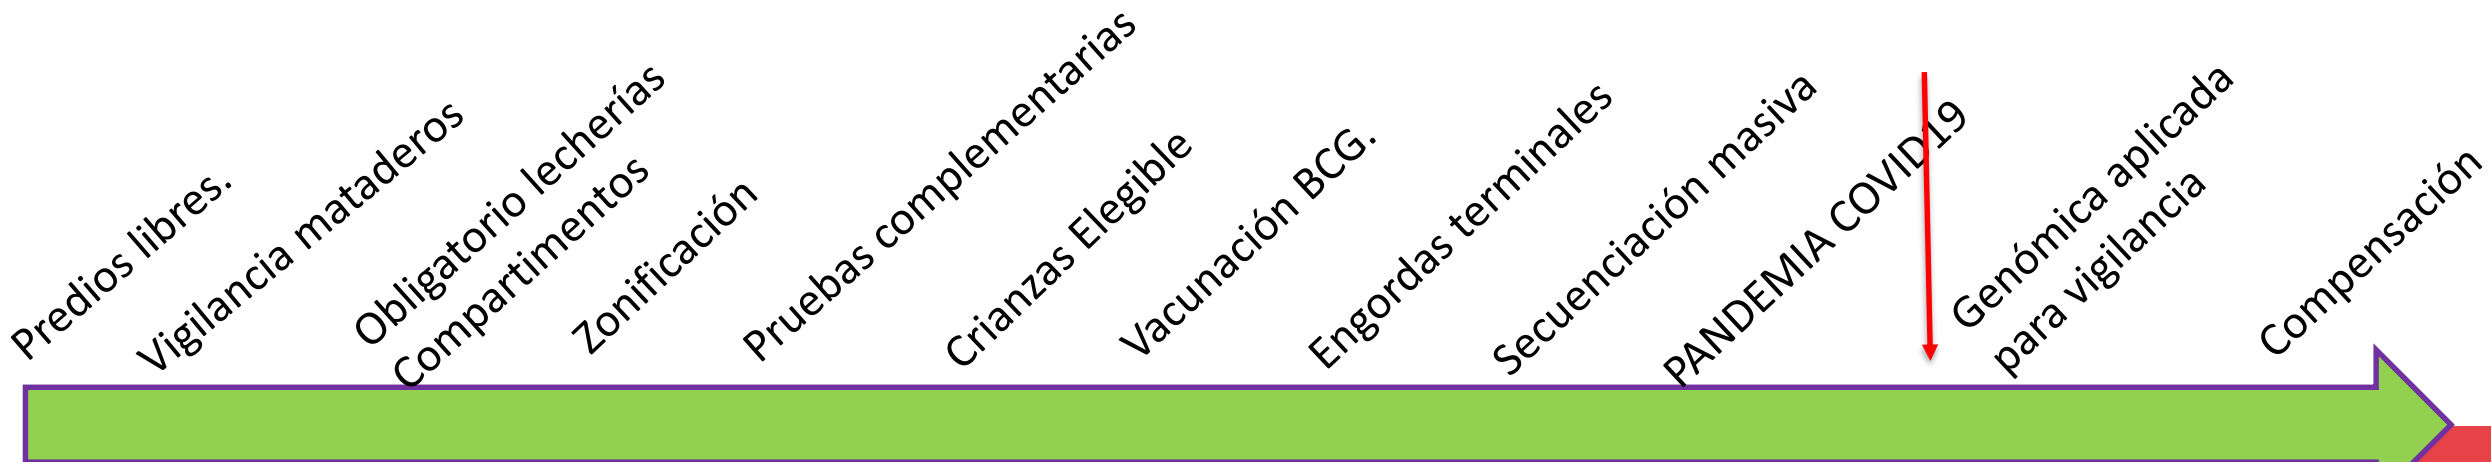 Predios libres.
Vigilancia mataderos
Obligatorio lecherías
Compartimentos
Zonificación
Pruebas complementarias
Crianzas Elegible
Vacunación BCG.
Engordas terminales
Secuenciación masiva
PANDEMIA COVID19
Genómica aplicada
para vigilancia
Compensación